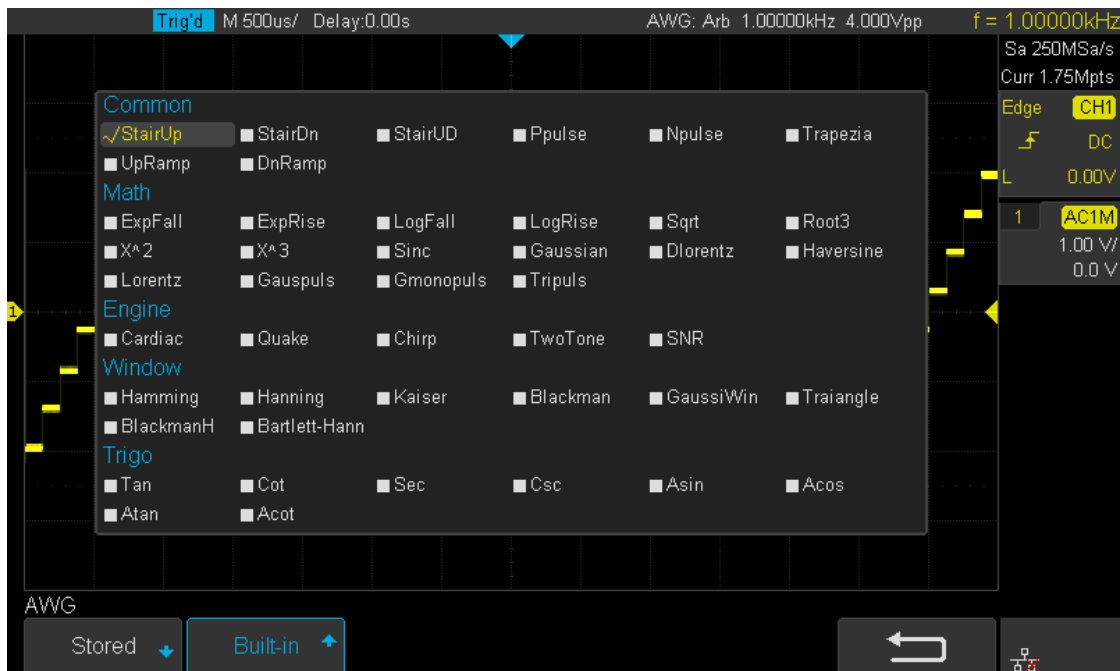 Trig'd M 500us/ Delay:0.00s AWG: Arb 1.00000kHz 4.000Vpp f = 1.00000kHz
Sa 250MSa/s
Curr 1.75Mpts
Common
StairUp StairDn StairUD Ppulse Npulse Trapezia
UpRamp DnRamp
Math
ExpFall ExpRise LogFall LogRise Sqrt Root3
X^2 X^3 Sinc Gaussian Dlorentz Haversine
Lorentz Gauspuls Gmonopuls Tripuls
Engine
Cardiac Quake Chirp TwoTone SNR
Window
Hamming Hanning Kaiser Blackman GaussiWin Traiangle
BlackmanH Bartlett-Hann
Trigo
Tan Cot Sec Csc Asin Acos
Atan Acot
Edge CH1
DC
L 0.00V
1 AC1M
1.00 V/
0.0 V
1
AWG
Stored Built-in